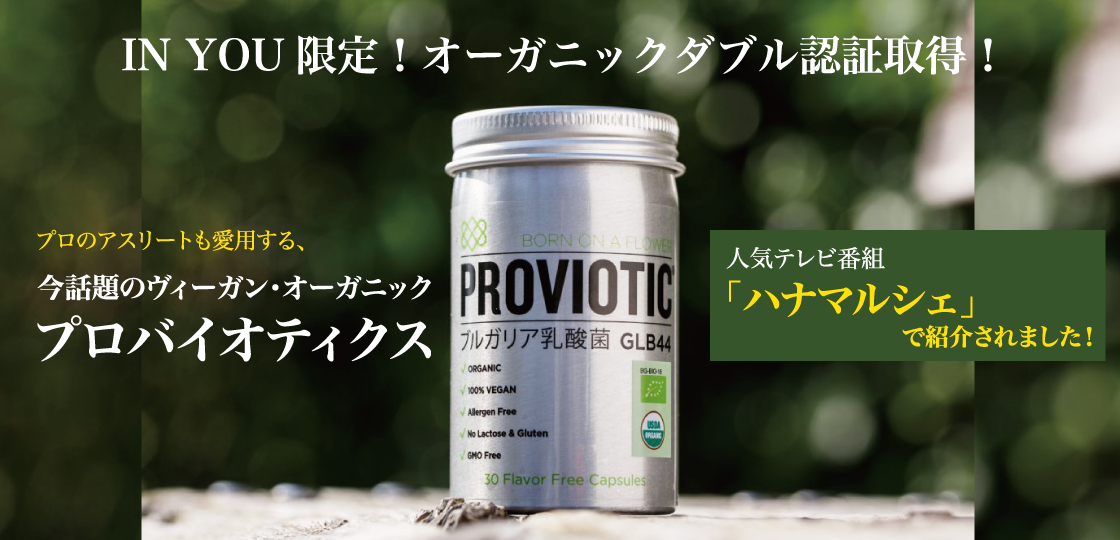 IN YOU 限定！オーガニックダブル認証取得！
プロのアスリートも愛用する、
今話題のヴィーガン・オーガニック
プロバイオティクス
人気テレビ番組
「ハナマルシェ」
で紹介されました！
BORN ON A FLOWER
PROVIOTIC
ブルガリア乳酸菌 GLB44
✓ ORGANIC
✓ 100% VEGAN
✓ Allergen Free
✓ No Lactose & Gluten
✓ GMO Free
BG-BIO-18
USDA
ORGANIC
30 Flavor Free Capsules